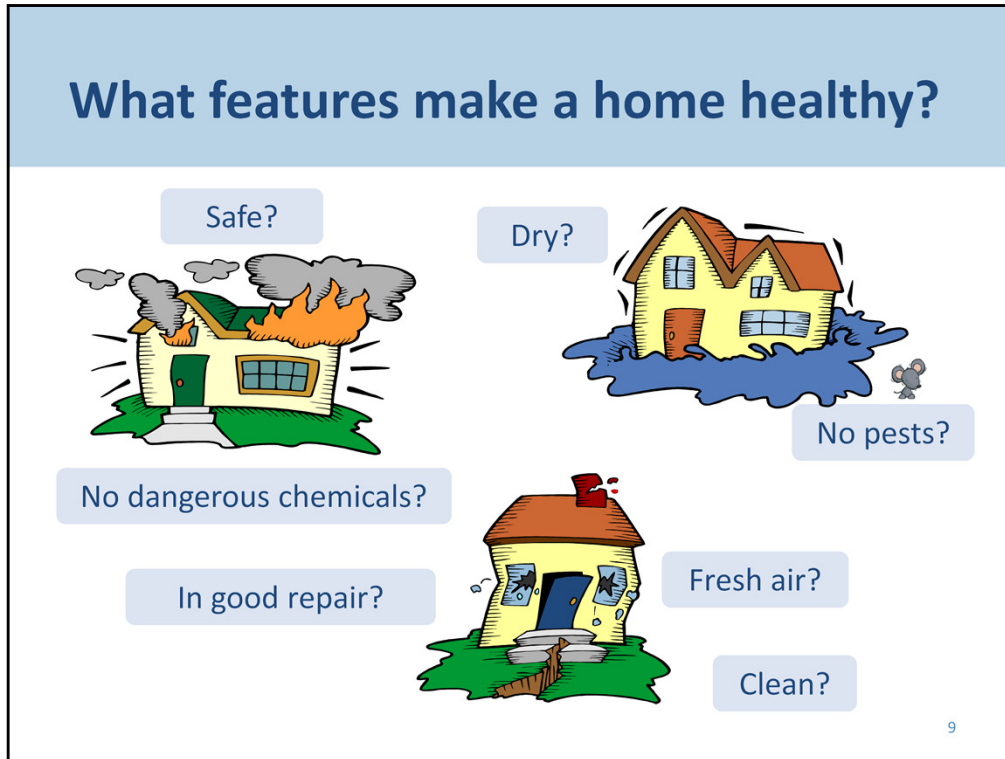 What features make a home healthy?
Safe?
Dry?
No pests?
No dangerous chemicals?
In good repair?
Fresh air?
Clean?
9